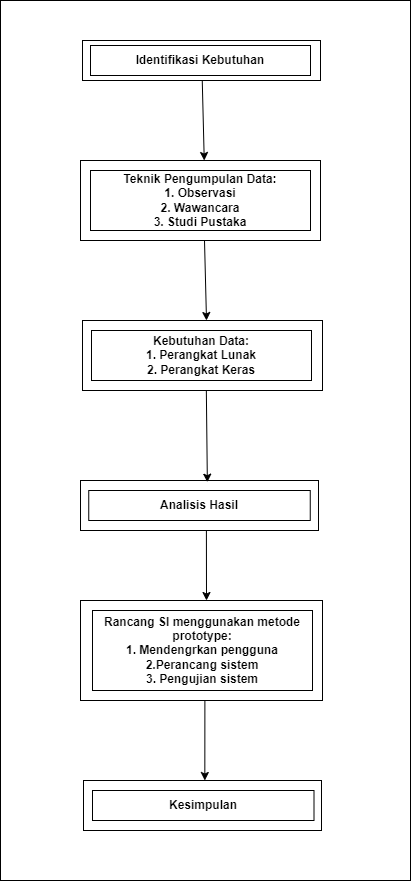 Identifikasi Kebutuhan
Teknik Pengumpulan Data:
1. Observasi
2. Wawancara
3. Studi Pustaka
Kebutuhan Data:
1. Perangkat Lunak
2. Perangkat Keras
Analisis Hasil
Rancang SI menggunakan metode
prototype:
1. Mendengrkan pengguna
2.Perancang sistem
3. Pengujian sistem
Kesimpulan